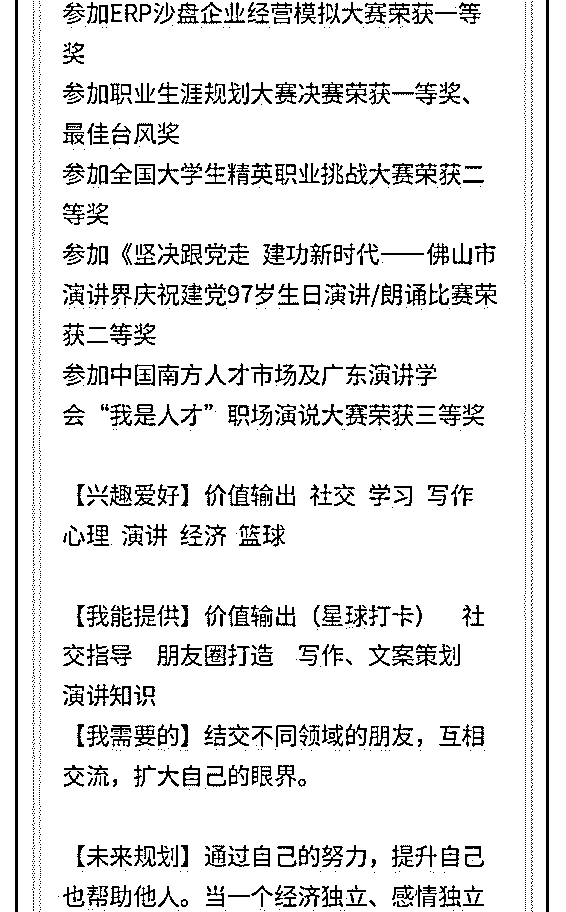 参加ERP沙盘企业经营模拟大赛荣获一等
奖
参加职业生涯规划大赛决赛荣获一等奖、
最佳台风奖
参加全国大学生精英职业挑战大赛荣获二
等奖
参加《坚决跟党走 建功新时代——佛山市
演讲界庆祝建党97岁生日演讲/朗诵比赛荣
获二等奖
参加中国南方人才市场及广东演讲学
会“我是人才”职场演说大赛荣获三等奖
【兴趣爱好】价值输出 社交 学习 写作
心理 演讲 经济 篮球
【我能提供】价值输出（星球打卡） 社
交指导 朋友圈打造 写作、文案策划
演讲知识
【我需要的】结交不同领域的朋友，互相
交流，扩大自己的眼界。
【未来规划】通过自己的努力，提升自己
也帮助他人。当一个经济独立、感情独立